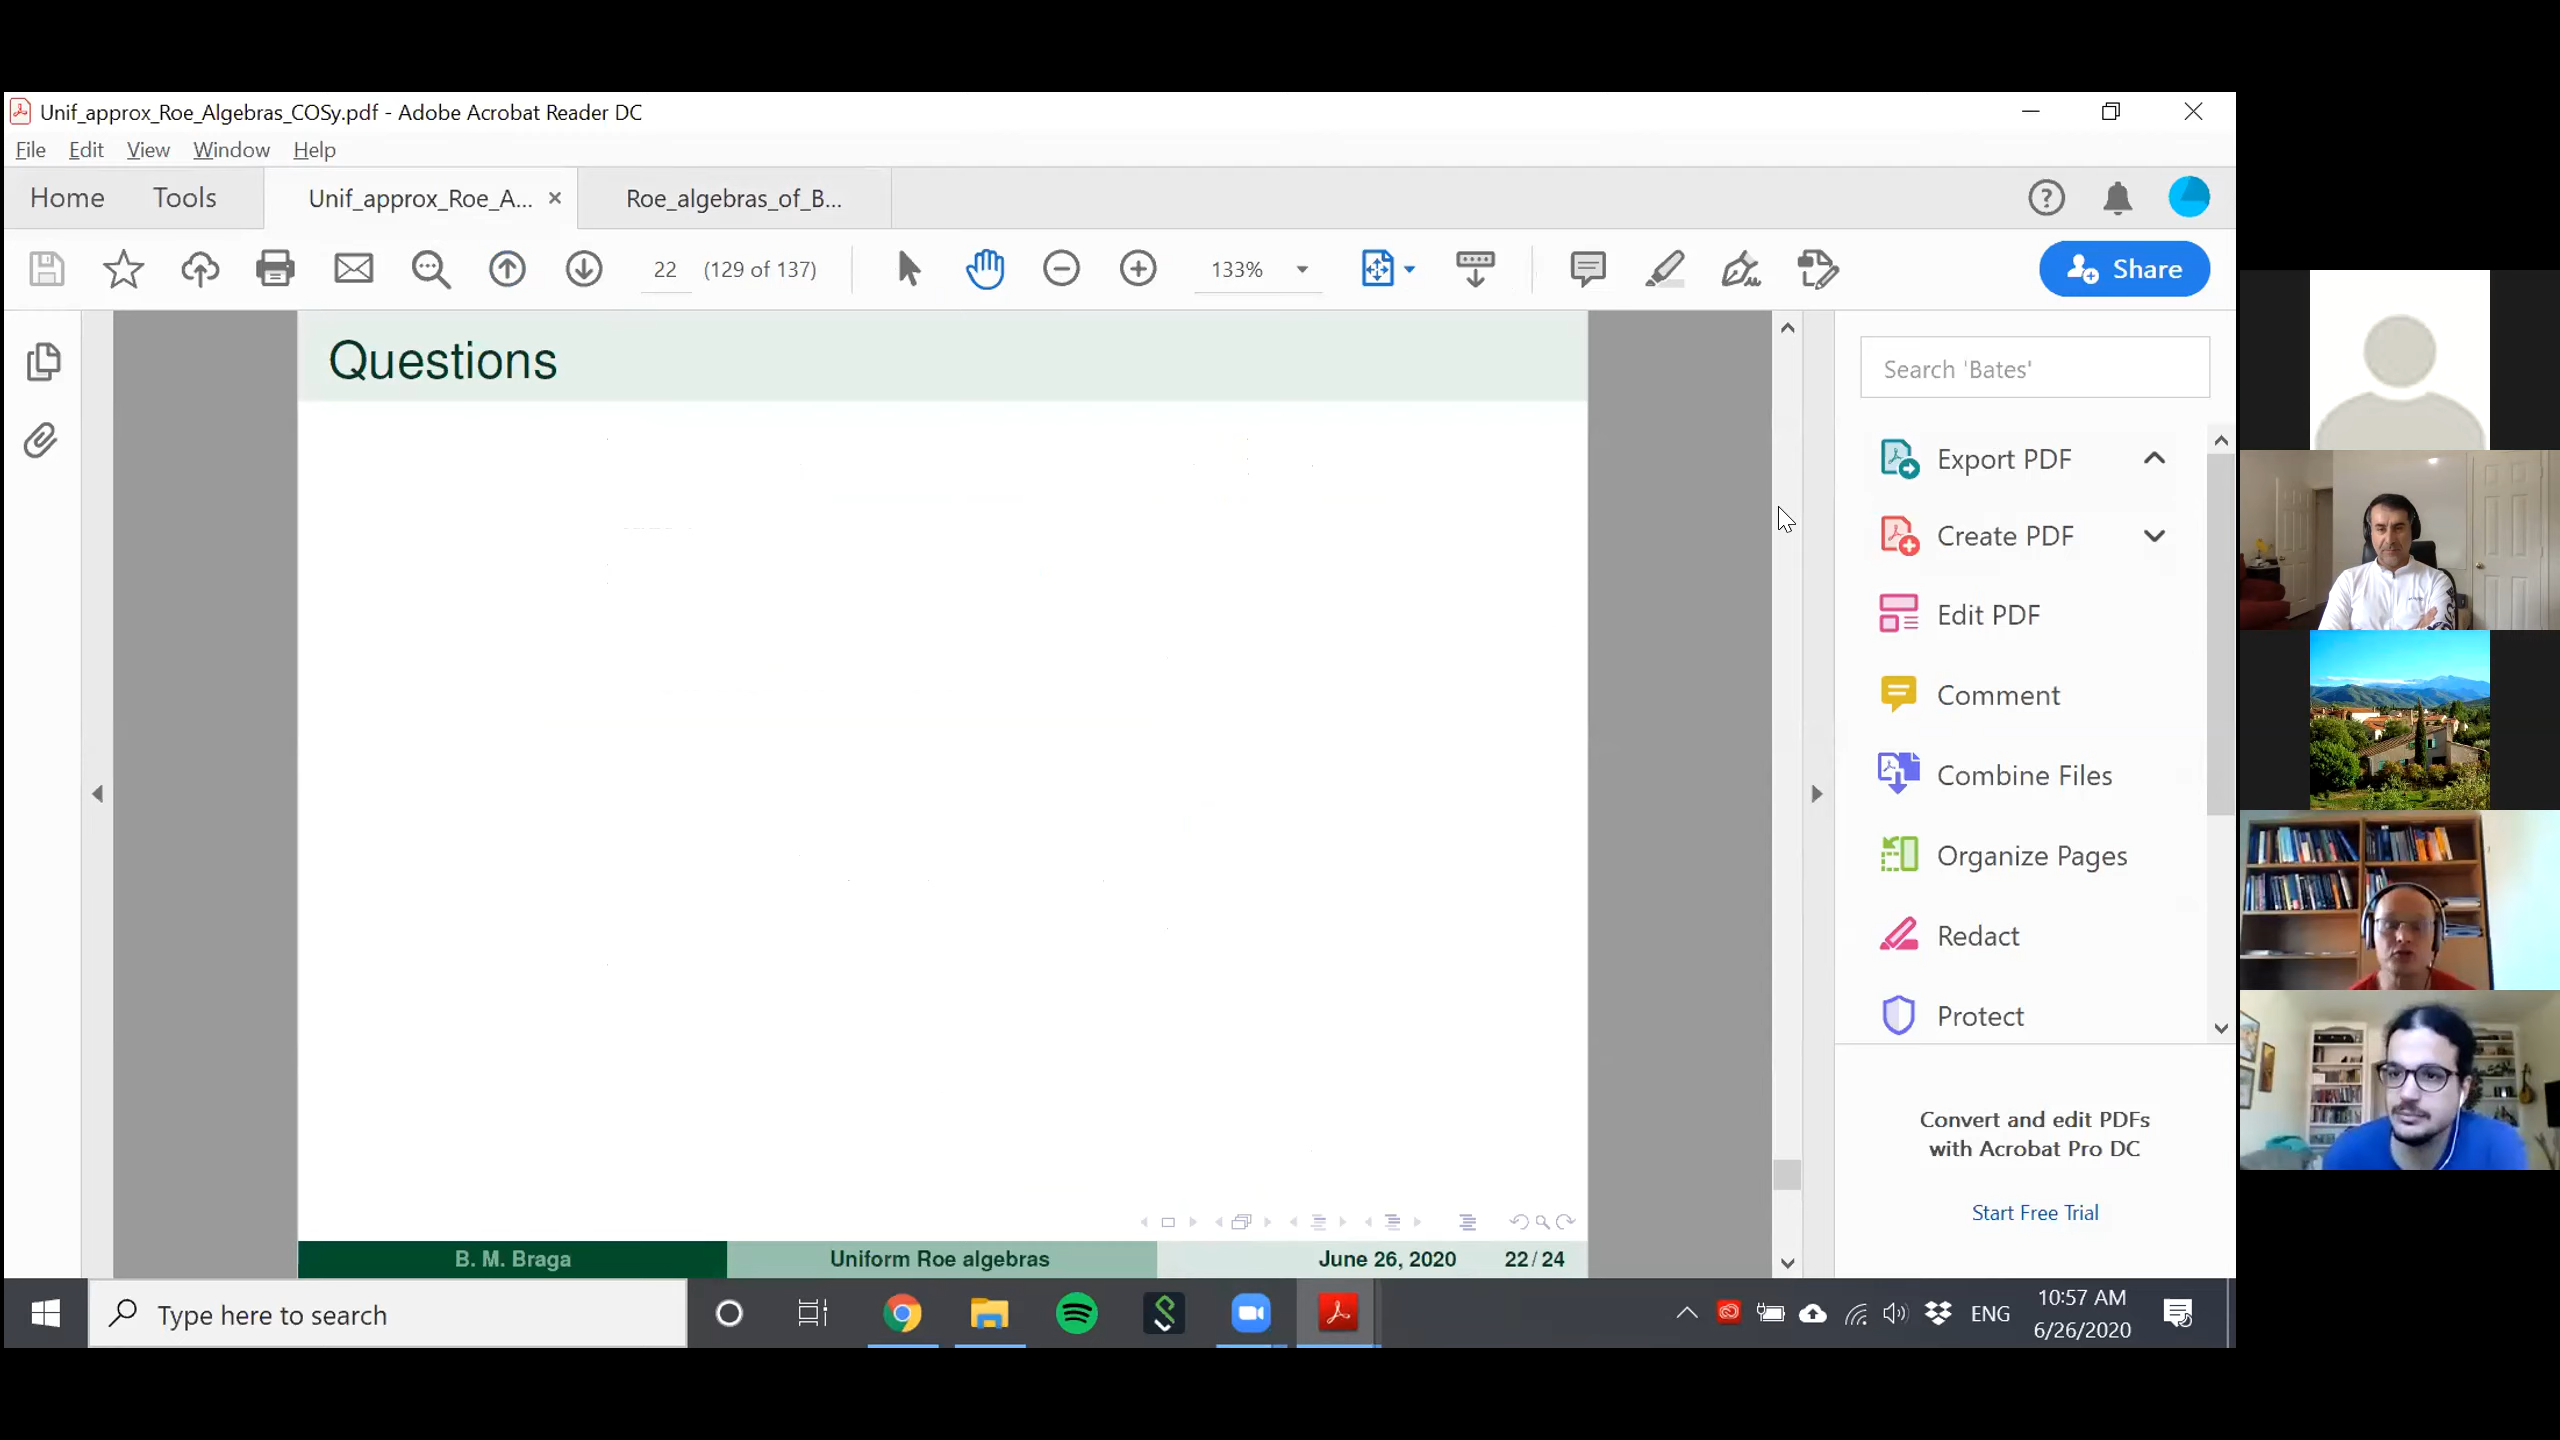 Unif_approx_Roe_Algebras_COSy.pdf - Adobe Acrobat Reader DC
File Edit View Window Help
Home Tools Unif_approx_Roe_A... × Roe_algebras_of_B...
22 (129 of 137) 133% Share
Questions
Search 'Bates'
Export PDF
Create PDF
Edit PDF
Comment
Combine Files
Organize Pages
Redact
Protect
Convert and edit PDFs
with Acrobat Pro DC
Start Free Trial
B. M. Braga Uniform Roe algebras June 26, 2020 22/24
Type here to search
ENG
10:57 AM
6/26/2020